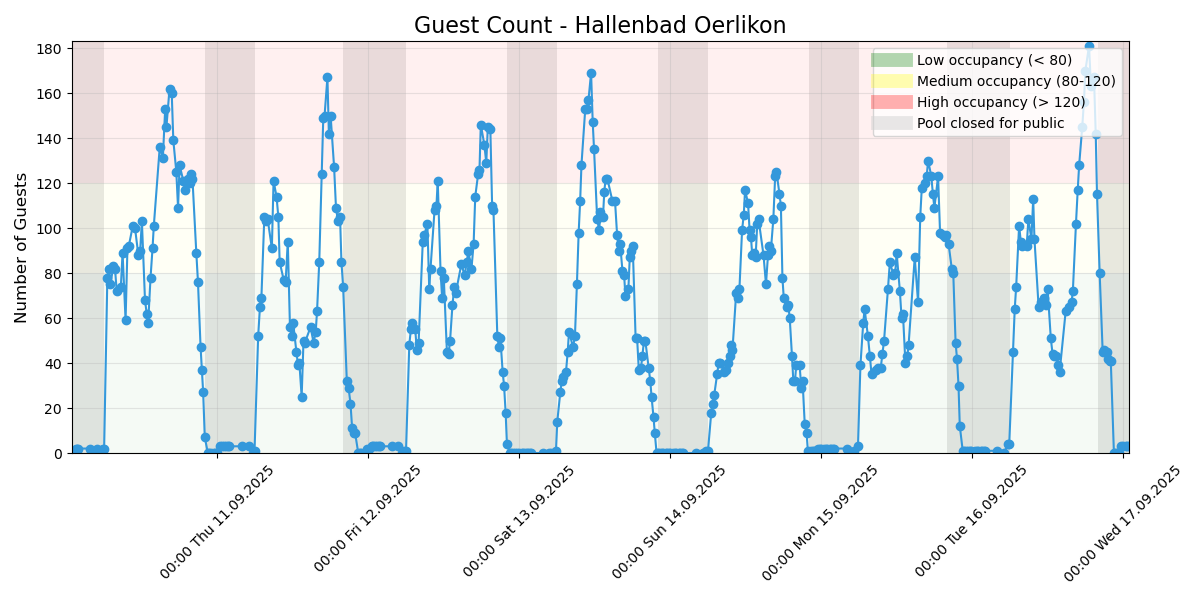 Guest Count - Hallenbad Oerlikon
Number of Guests
180
160
140
120
100
80
60
40
20
0
Low occupancy (< 80)
Medium occupancy (80-120)
High occupancy (> 120)
Pool closed for public
00:00 Thu 11.09.2025
00:00 Fri 12.09.2025
00:00 Sat 13.09.2025
00:00 Sun 14.09.2025
00:00 Mon 15.09.2025
00:00 Tue 16.09.2025
00:00 Wed 17.09.2025